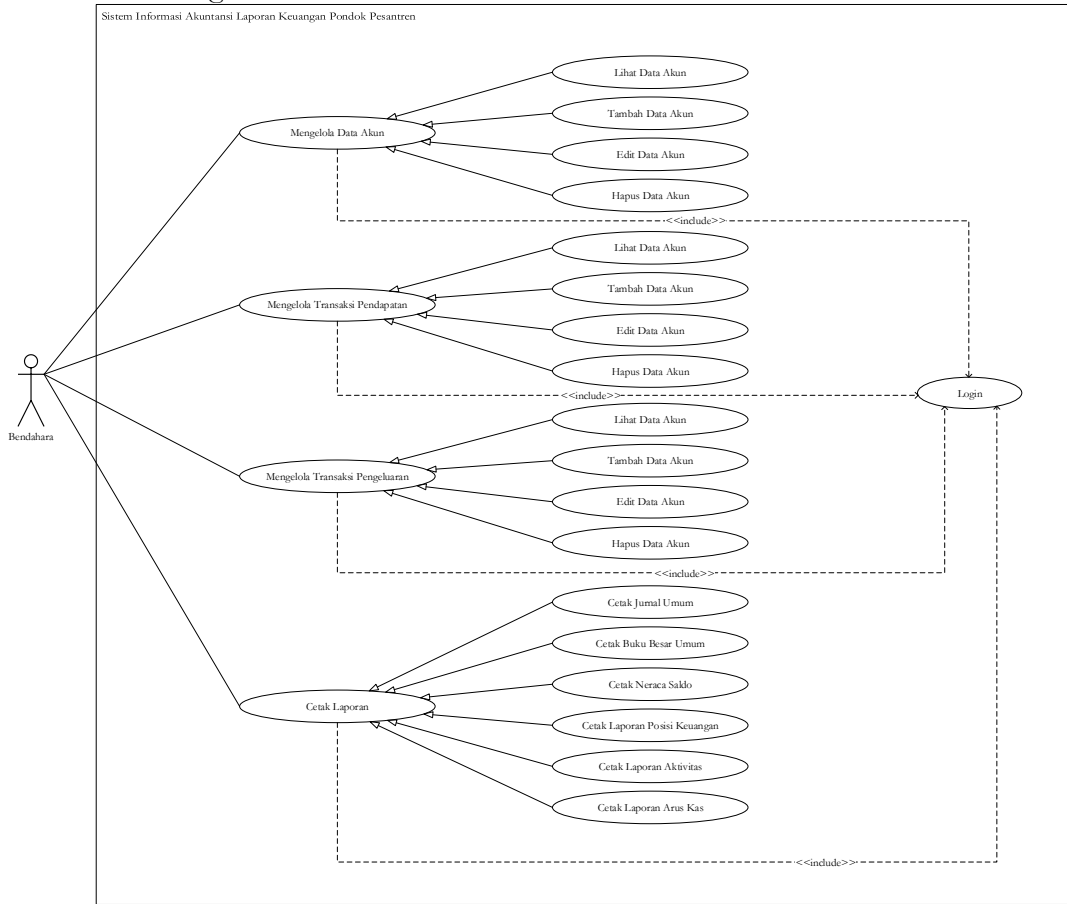 Sistem Informasi Akuntansi Laporan Keuangan Pondok Pesantren
Lihat Data Akun
Tambah Data Akun
Mengelola Data Akun
Edit Data Akun
Hapus Data Akun
<<include>>
Lihat Data Akun
Tambah Data Akun
Mengelola Transaksi Pendapatan
Edit Data Akun
Hapus Data Akun
<<include>>
Login
Lihat Data Akun
Bendahara
Tambah Data Akun
Mengelola Transaksi Pengeluaran
Edit Data Akun
Hapus Data Akun
<<include>>
Cetak Jurnal Umum
Cetak Buku Besar Umum
Cetak Neraca Saldo
Cetak Laporan
Cetak Laporan Posisi Keuangan
Cetak Laporan Aktivitas
Cetak Laporan Arus Kas
<<include>>